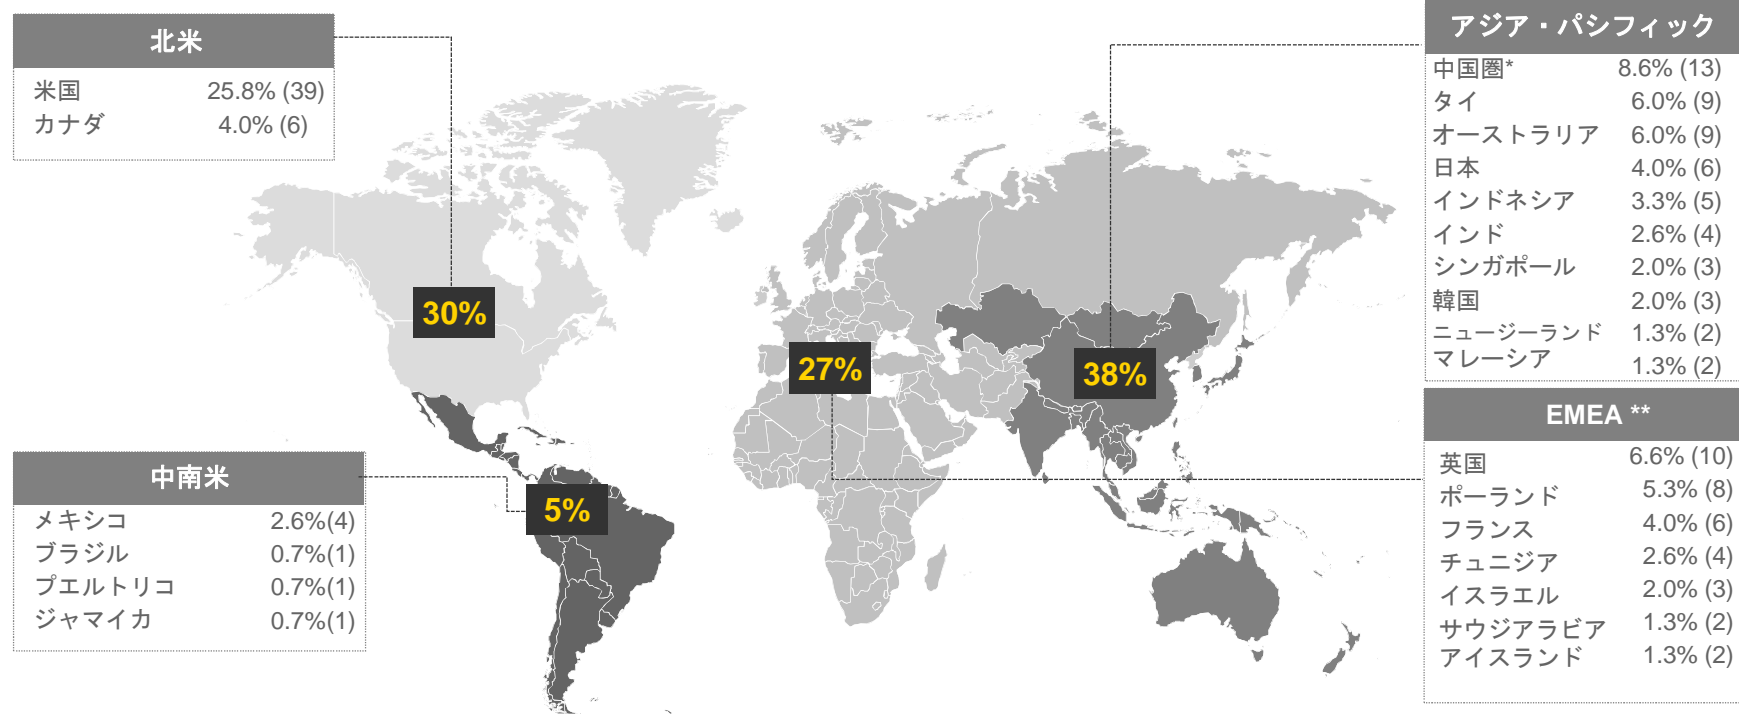 北米
米国 25.8% (39)
カナダ 4.0% (6)
30%
中南米
メキシコ 2.6%(4)
ブラジル 0.7%(1)
プエルトリコ 0.7%(1)
ジャマイカ 0.7%(1)
5%
27%
38%
アジア・パシフィック
中国圏* 8.6% (13)
タイ 6.0% (9)
オーストラリア 6.0% (9)
日本 4.0% (6)
インドネシア 3.3% (5)
インド 2.6% (4)
シンガポール 2.0% (3)
韓国 2.0% (3)
ニュージーランド 1.3% (2)
マレーシア 1.3% (2)
EMEA **
英国 6.6% (10)
ポーランド 5.3% (8)
フランス 4.0% (6)
チュニジア 2.6% (4)
イスラエル 2.0% (3)
サウジアラビア 1.3% (2)
アイスランド 1.3% (2)